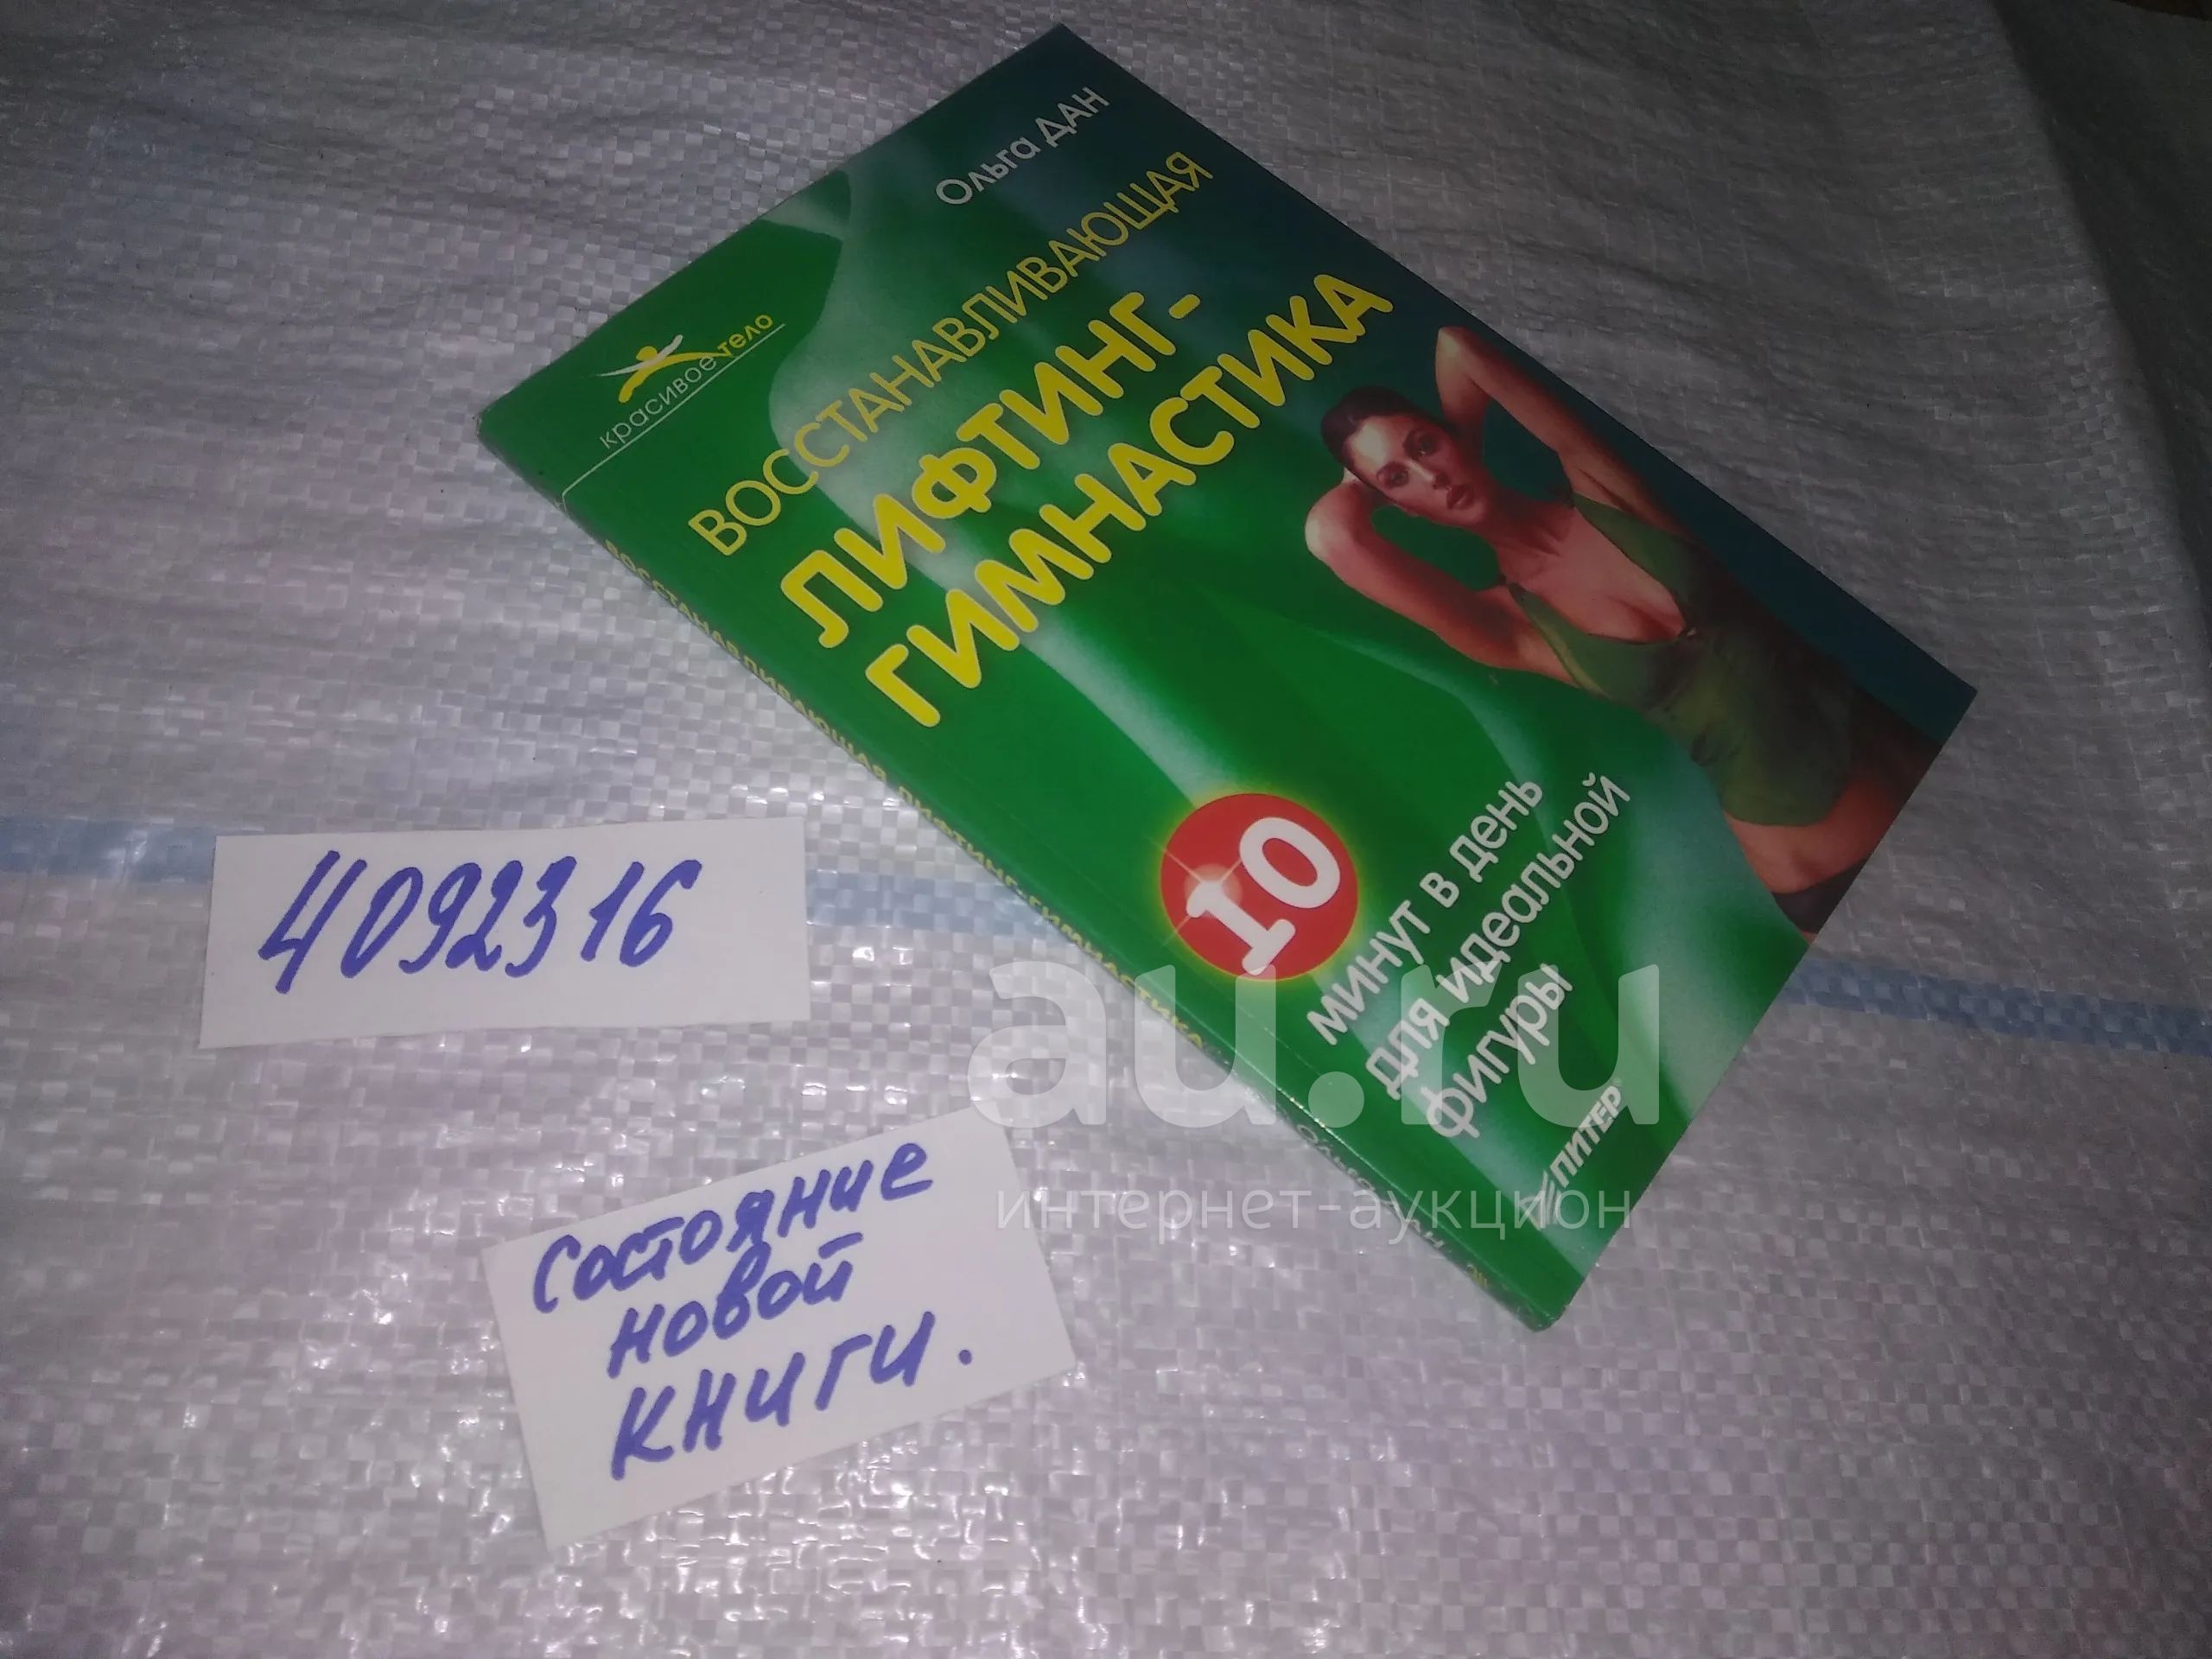 Ольга ДАН
красивое тело
ВОССТАНАВЛИВАЮЩАЯ
ЛИФТИНГ-
ГИМНАСТИКА
10
минут в день
для идеальной
фигуры
ПИТЕР®
ВОССТАНАВЛИВАЮЩАЯ ЛИФТИНГ-ГИМНАСТИКА
4092316
Состояние
новой
книги.
au.ru
интернет-аукцион